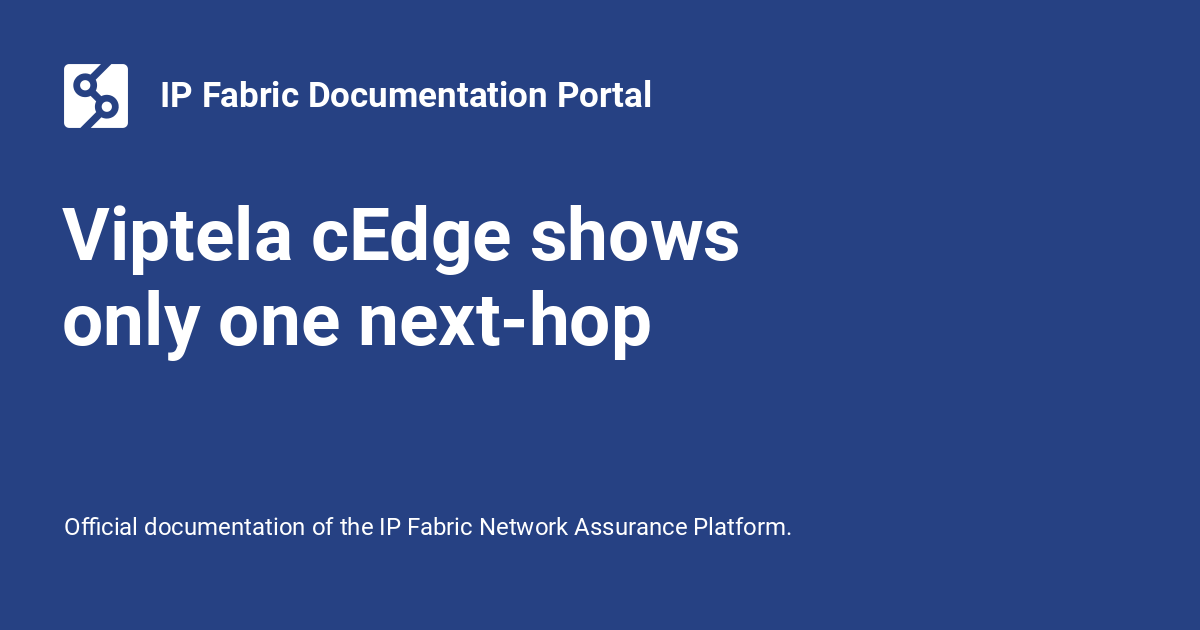 IP Fabric Documentation Portal
Viptela cEdge shows
only one next-hop
Official documentation of the IP Fabric Network Assurance Platform.